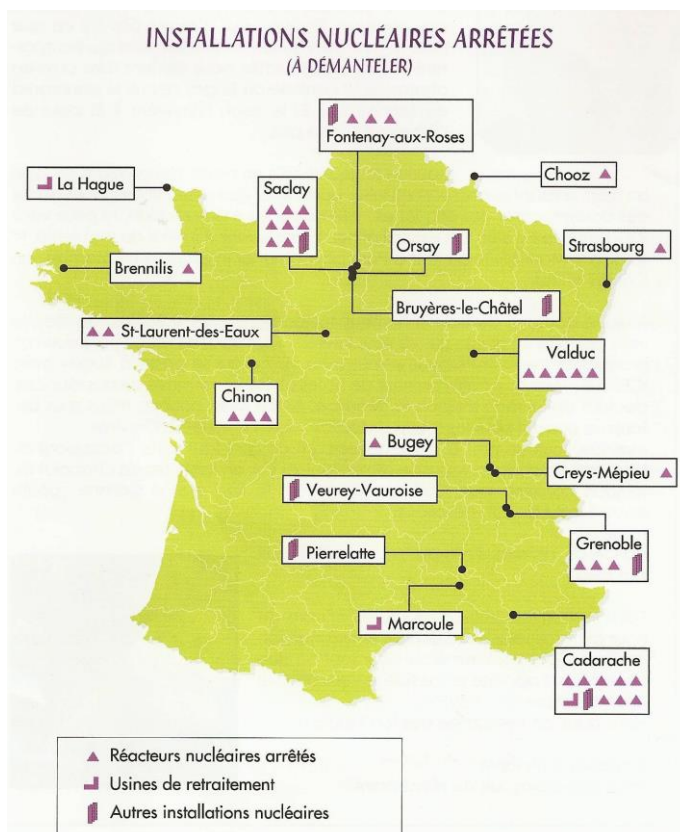 INSTALLATIONS NUCLÉAIRES ARRÊTÉES
(À DÉMANTELER)
Fontenay-aux-Roses
La Hague
Saclay
Chooz
Orsay
Strasbourg
Brennilis
Bruyères-le-Châtel
St-Laurent-des-Eaux
Valduc
Chinon
Bugey
Creys-Mépieu
Veurey-Vauroise
Grenoble
Pierrelatte
Marcoule
Cadarache
Réacteurs nucléaires arrêtés
Usines de retraitement
Autres installations nucléaires